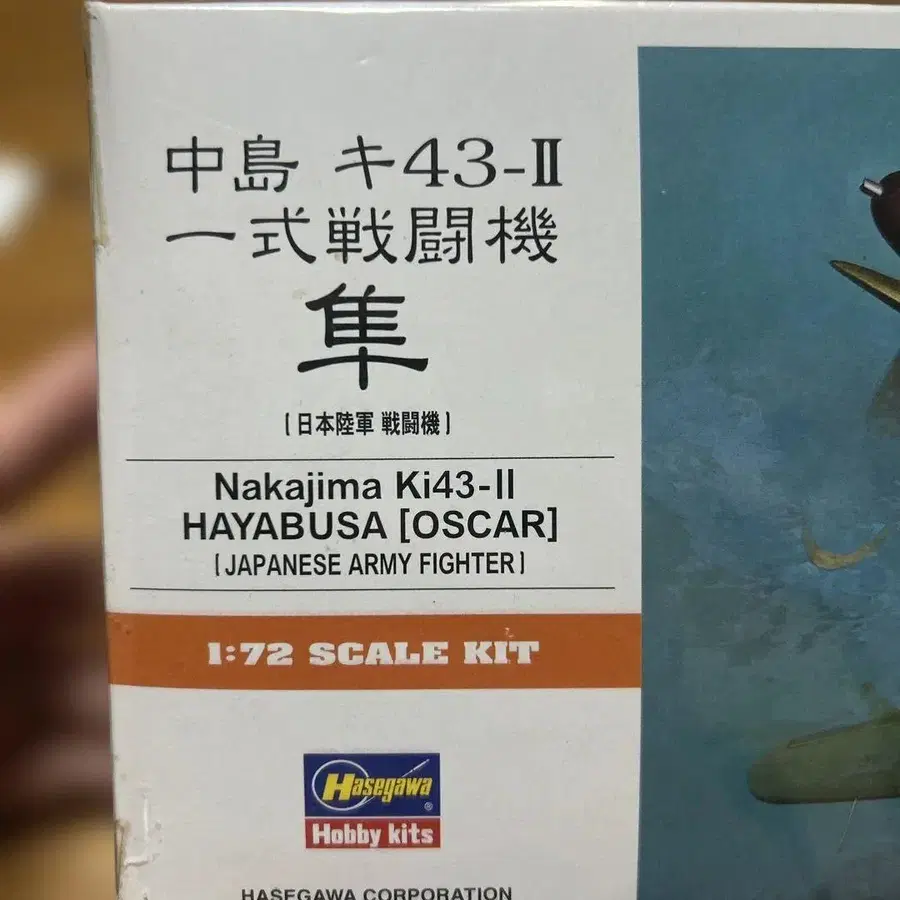 中島 キ43-II
一式戦闘機
隼
[日本陸軍 戦闘機]
Nakajima Ki43-II
HAYABUSA [OSCAR]
[JAPANESE ARMY FIGHTER]
1:72 SCALE KIT
Hasegawa®
Hobby kits
HASEGAWA CORPORATION